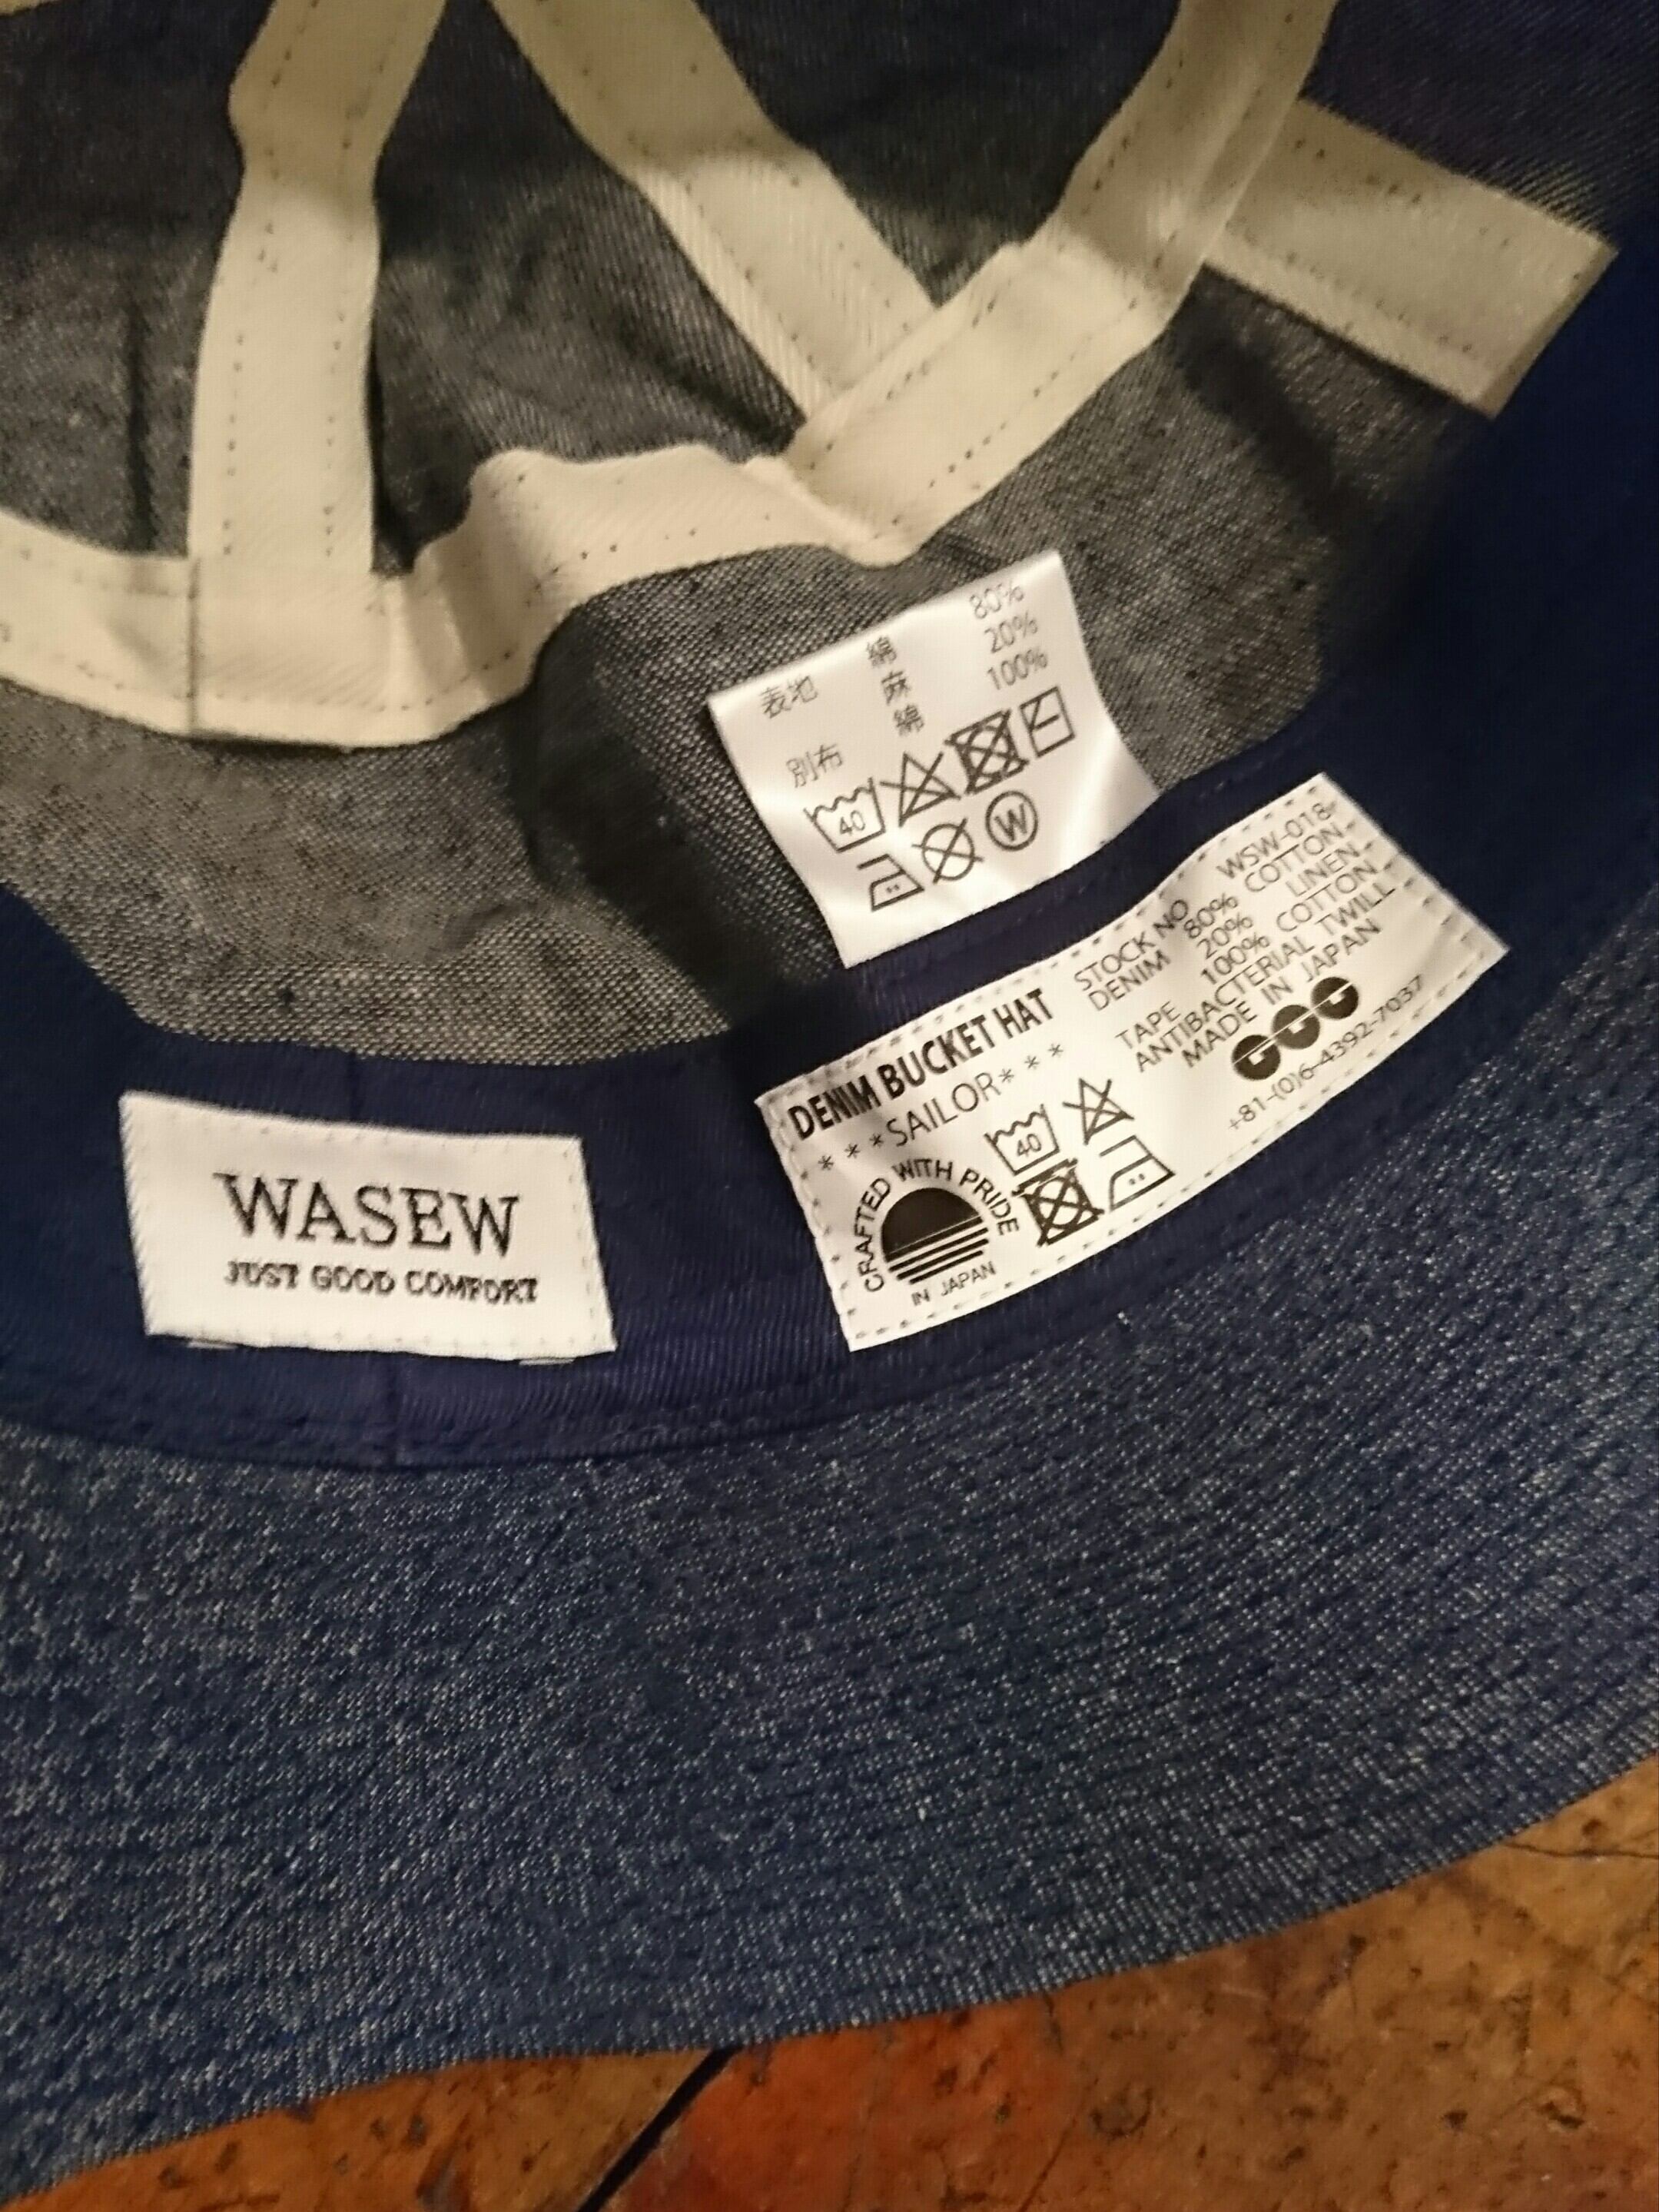 表地 綿 80%
麻 20%
別布 綿 100%
40
W
WASEW
JUST GOOD COMFORT
DENIM BUCKET HAT
***SAILOR***
CRAFTED WITH PRIDE
IN JAPAN
40
STOCK NO WSW-018
DENIM 80% COTTON
20% LINEN
TAPE 100% COTTON
ANTIBACTERIAL TWILL
MADE IN JAPAN
+81-(0)6-4392-7037